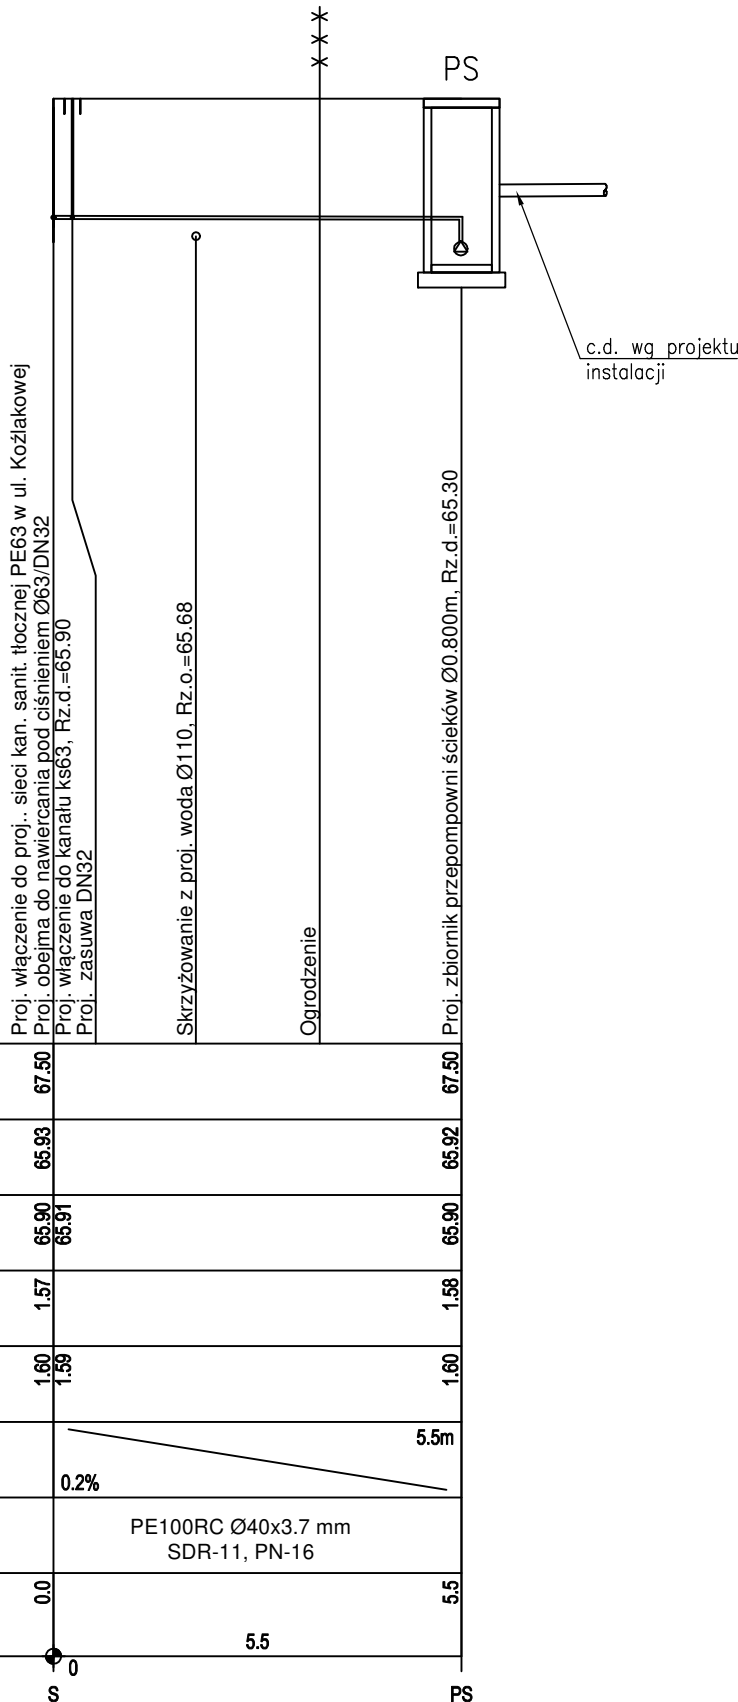 PS
c.d. wg projektu
instalacji
Proj. włączenie do proj.. sieci kan. sanit. tłocznej PE63 w ul. Koźlakowej
Proj. obejma do nawiercania pod ciśnieniem Ø63/DN32
Proj. włączenie do kanału ks63, Rz.d.=65.90
Proj. zasuwa DN32
Skrzyżowanie z proj. woda Ø110, Rz.o.=65.68
Ogrodzenie
Proj. zbiornik przepompowni ścieków Ø0.800m, Rz.d.=65.30
67.50 67.50
65.93 65.92
65.90 65.91 65.90
1.57 1.58
1.60 1.59 1.60
5.5m
0.2%
PE100RC Ø40x3.7 mm
SDR-11, PN-16
0.0 5.5
5.5
0
S PS